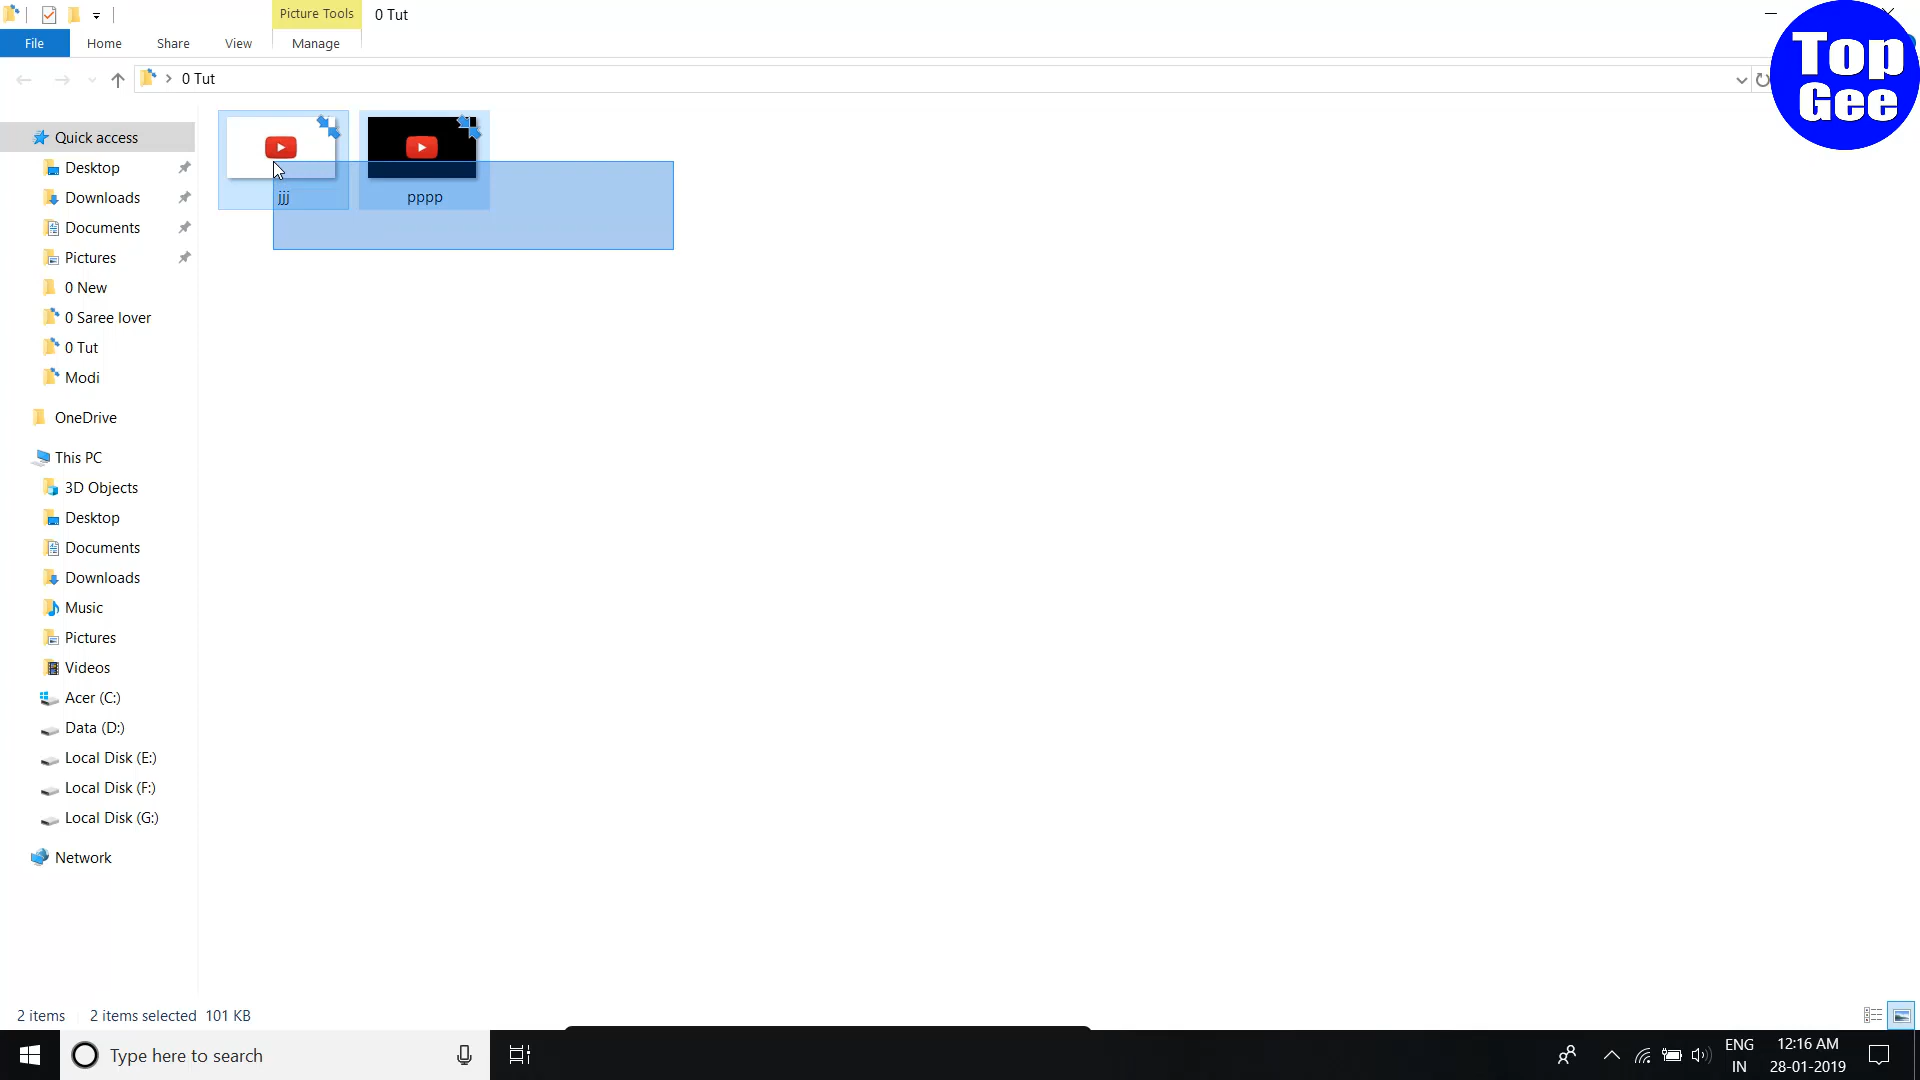 Picture Tools
0 Tut
File
Home
Share
View
Manage
0 Tut
Top
Gee
Quick access
Desktop
Downloads
Documents
Pictures
0 New
0 Saree lover
0 Tut
Modi
OneDrive
This PC
3D Objects
Desktop
Documents
Downloads
Music
Pictures
Videos
Acer (C:)
Data (D:)
Local Disk (E:)
Local Disk (F:)
Local Disk (G:)
Network
jjj
pppp
2 items
2 items selected 101 KB
Type here to search
ENG
IN
12:16 AM
28-01-2019